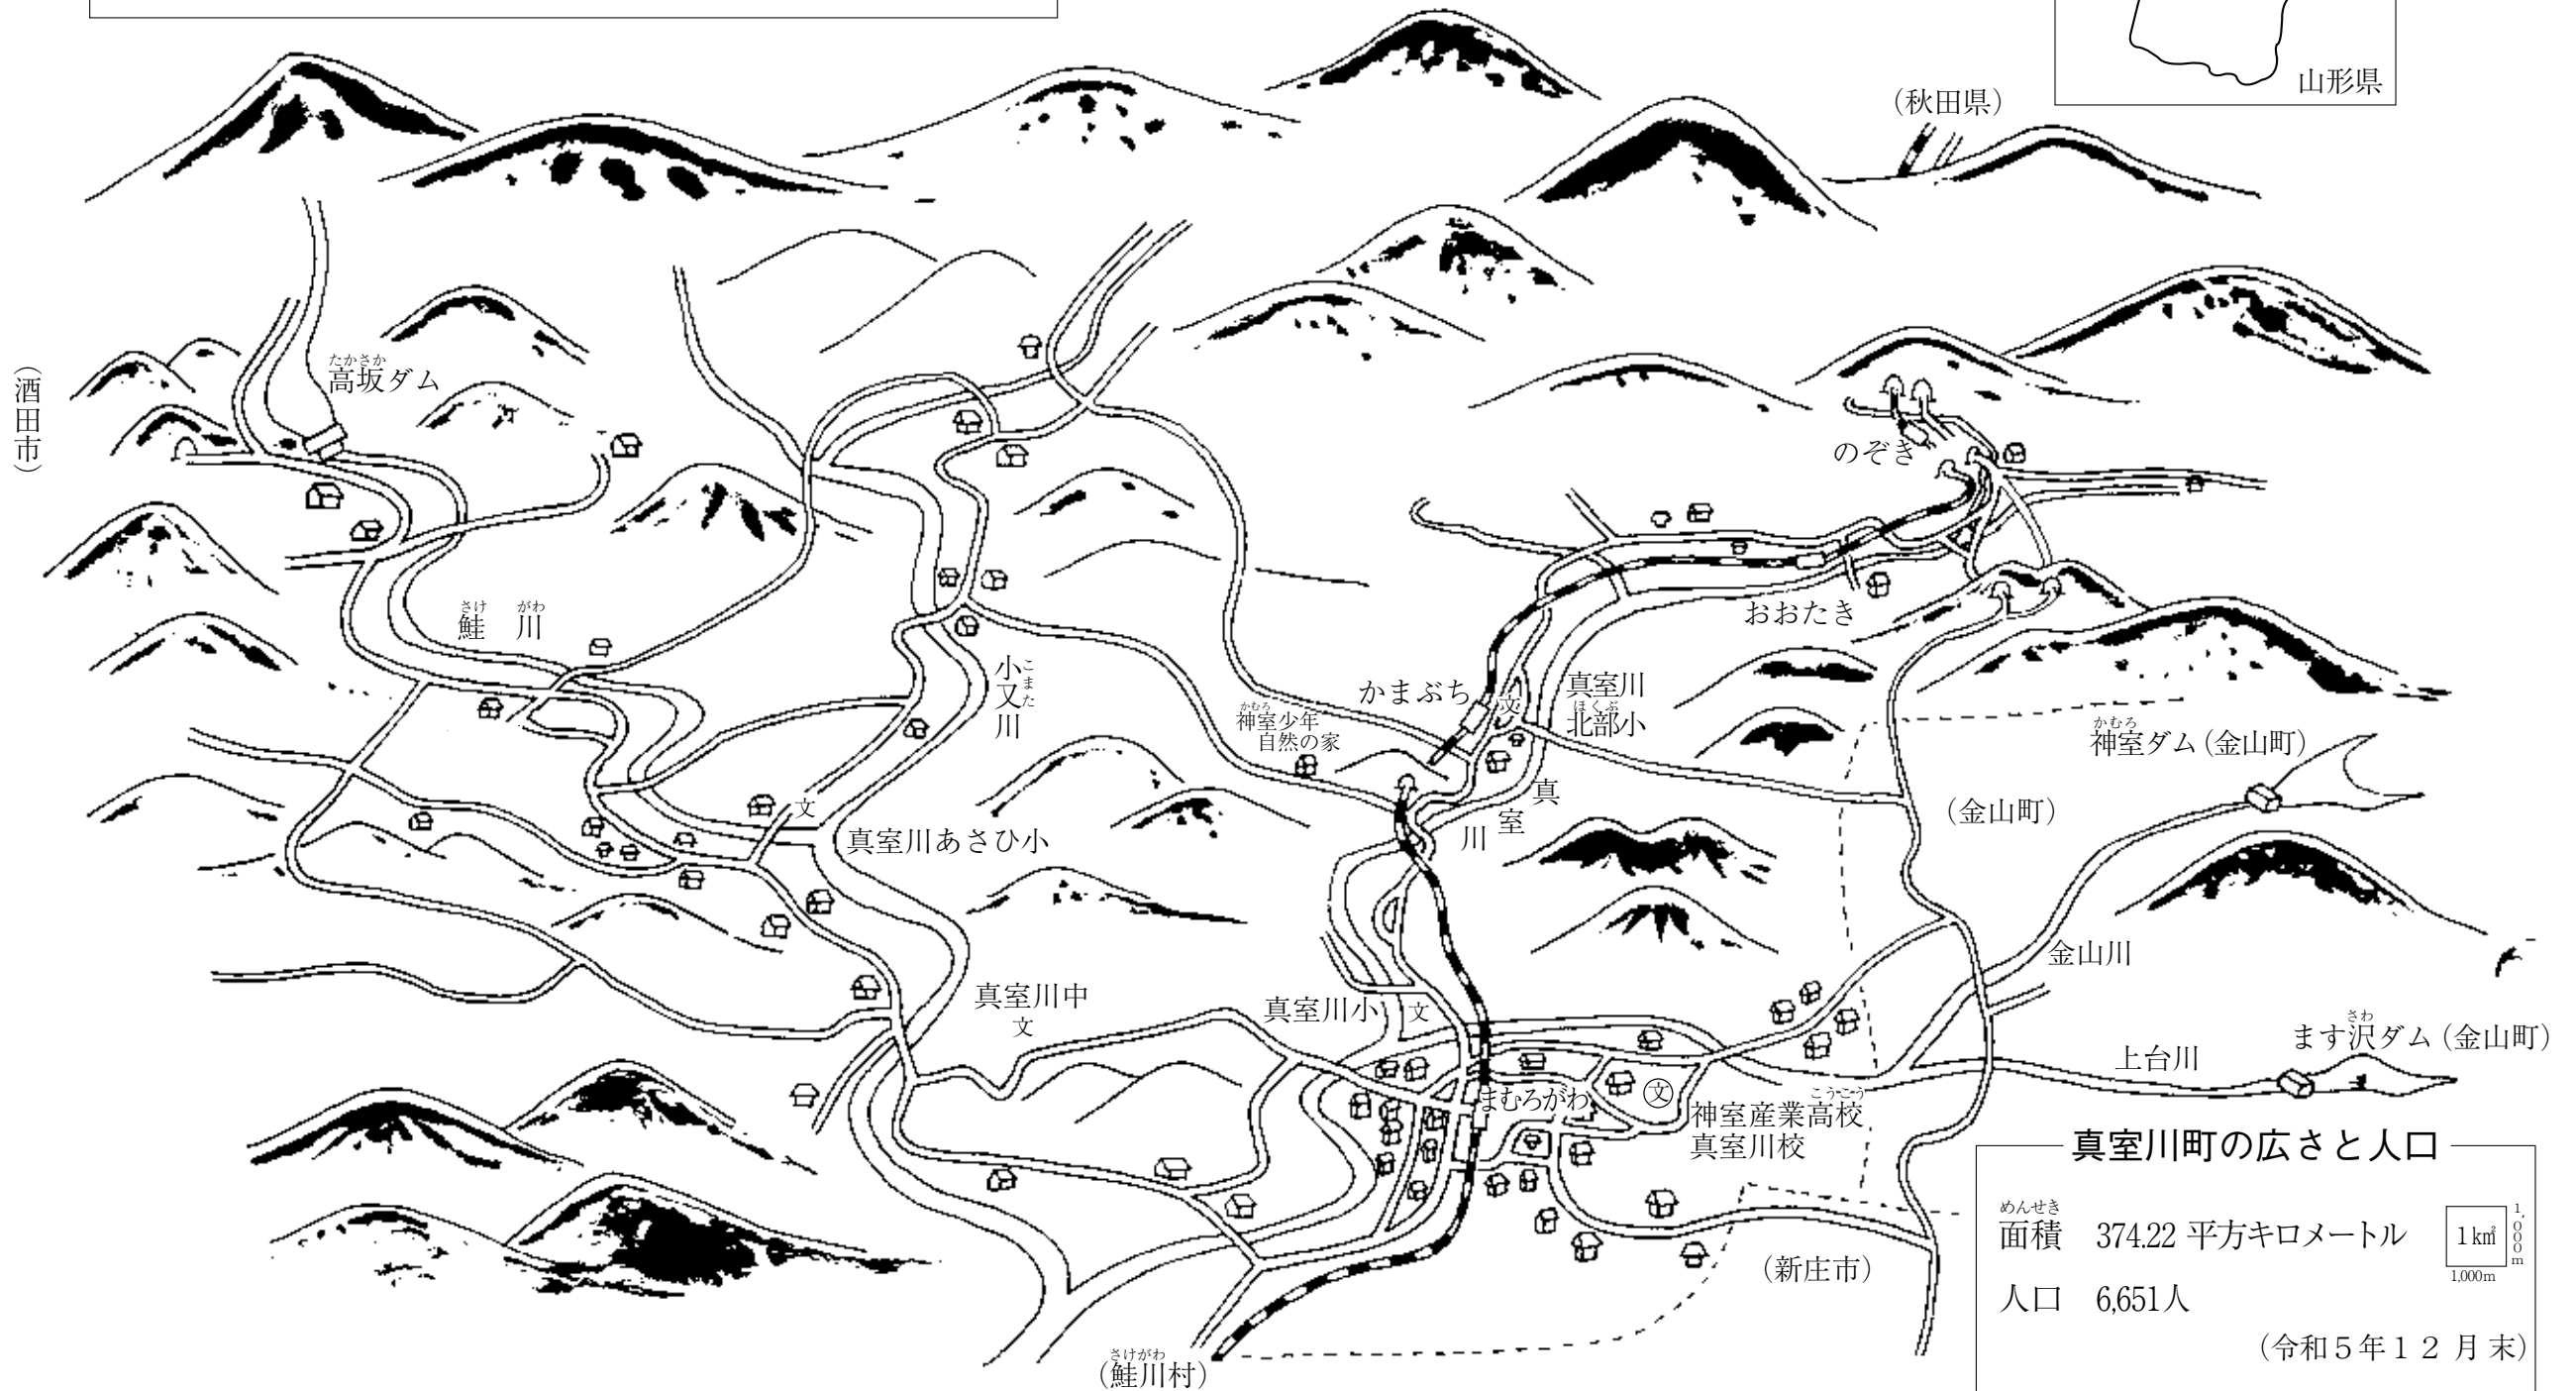 山形県
(秋田県)
(酒田市)
たかさか
高坂ダム
のぞき
さけ がわ
鮭 川
おおたき
小又川
こまた
かまぶち
文
真室川
ほくぶ
北部小
かむろ
神室少年
自然の家
かむろ
神室ダム(金山町)
真室川
(金山町)
文
真室川あさひ小
金山川
真室川中
文
真室川小
文
さわ
ます沢ダム(金山町)
上台川
まむろがわ
文
こうこう
神室産業高校
真室川校
真室川町の広さと人口
めんせき
面積 374.22 平方キロメートル
1k㎡
1,000m
1,000m
人口 6,651人
(令和5年12月末)
(新庄市)
さけがわ
(鮭川村)